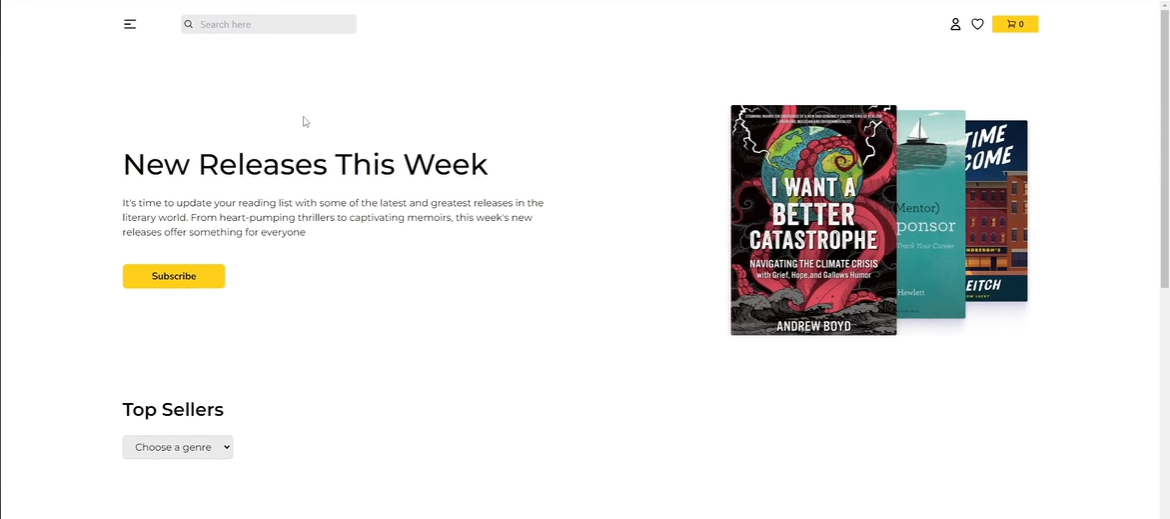 Search here
0
New Releases This Week
It's time to update your reading list with some of the latest and greatest releases in the
literary world. From heart-pumping thrillers to captivating memoirs, this week's new
releases offer something for everyone
Subscribe
I WANT A
BETTER
CATASTROPHE
NAVIGATING THE CLIMATE CRISIS
with Grief, Hope, and Gallows Humor
ANDREW BOYD
(Mentor)
ponsor
Track Your Career
Hewlett
TIME
COME
EITCH
Top Sellers
Choose a genre